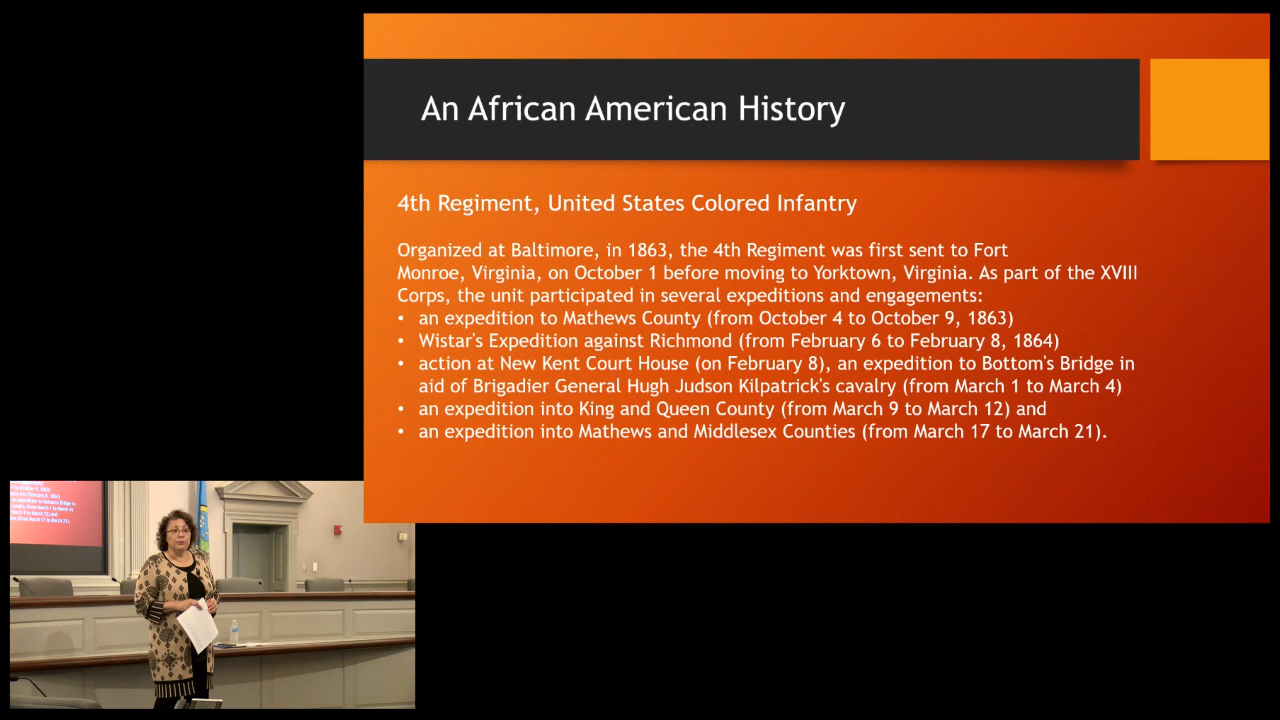 An African American History
4th Regiment, United States Colored Infantry
Organized at Baltimore, in 1863, the 4th Regiment was first sent to Fort
Monroe, Virginia, on October 1 before moving to Yorktown, Virginia. As part of the XVIII
Corps, the unit participated in several expeditions and engagements:
• an expedition to Mathews County (from October 4 to October 9, 1863)
• Wistar's Expedition against Richmond (from February 6 to February 8, 1864)
• action at New Kent Court House (on February 8), an expedition to Bottom's Bridge in
aid of Brigadier General Hugh Judson Kilpatrick's cavalry (from March 1 to March 4)
• an expedition into King and Queen County (from March 9 to March 12) and
• an expedition into Mathews and Middlesex Counties (from March 17 to March 21).